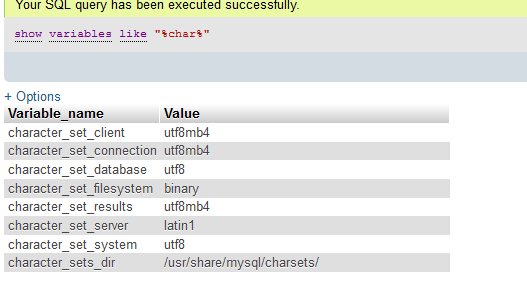 Your SQL query has been executed successfully.
show variables like "%char%"
+ Options
Variable_name Value
character_set_client utf8mb4
character_set_connection utf8mb4
character_set_database utf8
character_set_filesystem binary
character_set_results utf8mb4
character_set_server latin1
character_set_system utf8
character_sets_dir /usr/share/mysql/charsets/